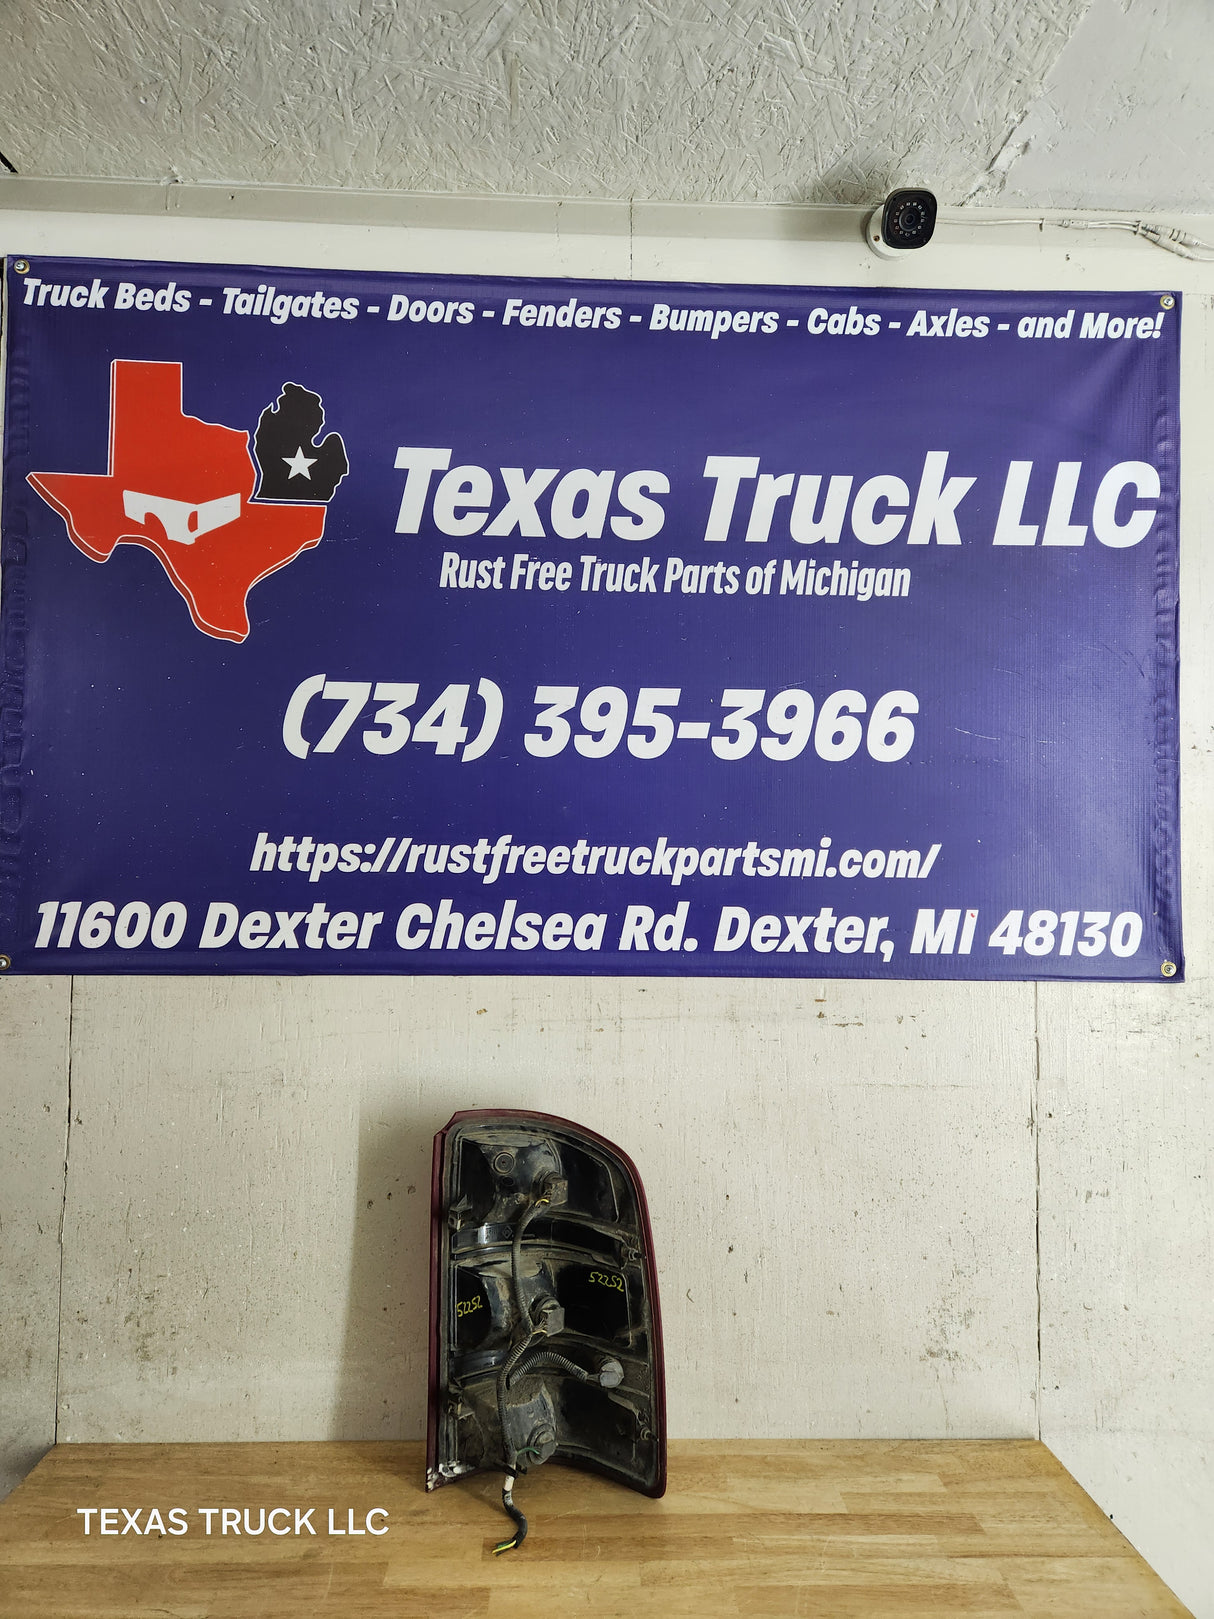 Truck Beds - Tailgates - Doors - Fenders - Bumpers - Cabs - Axles - and More!
Texas Truck LLC
Rust Free Truck Parts of Michigan
(734) 395-3966
https://rustfreetruckpartsmi.com/
11600 Dexter Chelsea Rd. Dexter, MI 48130
52252
52252
TEXAS TRUCK LLC